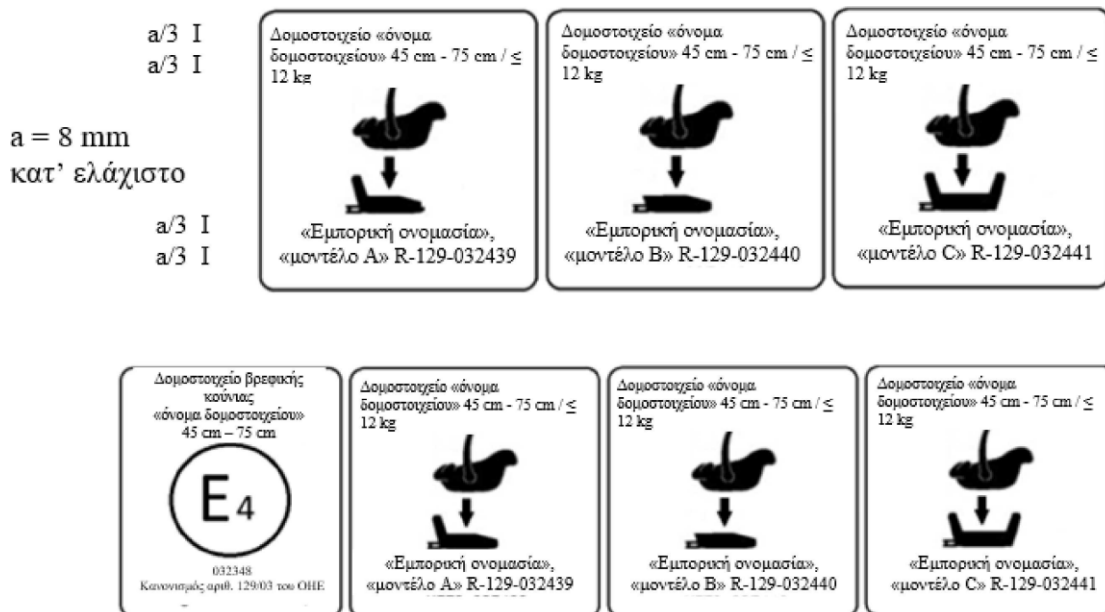 a/3 I
a/3 I
a = 8 mm
κατ’ ελάχιστο
a/3 I
a/3 I
Δομοστοιχείο «όνομα
δομοστοιχείου» 45 cm - 75 cm / ≤
12 kg
«Εμπορική ονομασία»,
«μοντέλο A» R-129-032439
Δομοστοιχείο «όνομα
δομοστοιχείου» 45 cm - 75 cm / ≤
12 kg
«Εμπορική ονομασία»,
«μοντέλο B» R-129-032440
Δομοστοιχείο «όνομα
δομοστοιχείου» 45 cm - 75 cm / ≤
12 kg
«Εμπορική ονομασία»,
«μοντέλο C» R-129-032441
Δομοστοιχείο βρεφικής
κούνιας
«όνομα δομοστοιχείου»
45 cm – 75 cm
E4
032348
Κανονισμός αριθ. 129/03 του ΟΗΕ
Δομοστοιχείο «όνομα
δομοστοιχείου» 45 cm - 75 cm / ≤
12 kg
«Εμπορική ονομασία»,
«μοντέλο A» R-129-032439
Δομοστοιχείο «όνομα
δομοστοιχείου» 45 cm - 75 cm / ≤
12 kg
«Εμπορική ονομασία»,
«μοντέλο B» R-129-032440
Δομοστοιχείο «όνομα
δομοστοιχείου» 45 cm - 75 cm / ≤
12 kg
«Εμπορική ονομασία»,
«μοντέλο C» R-129-032441